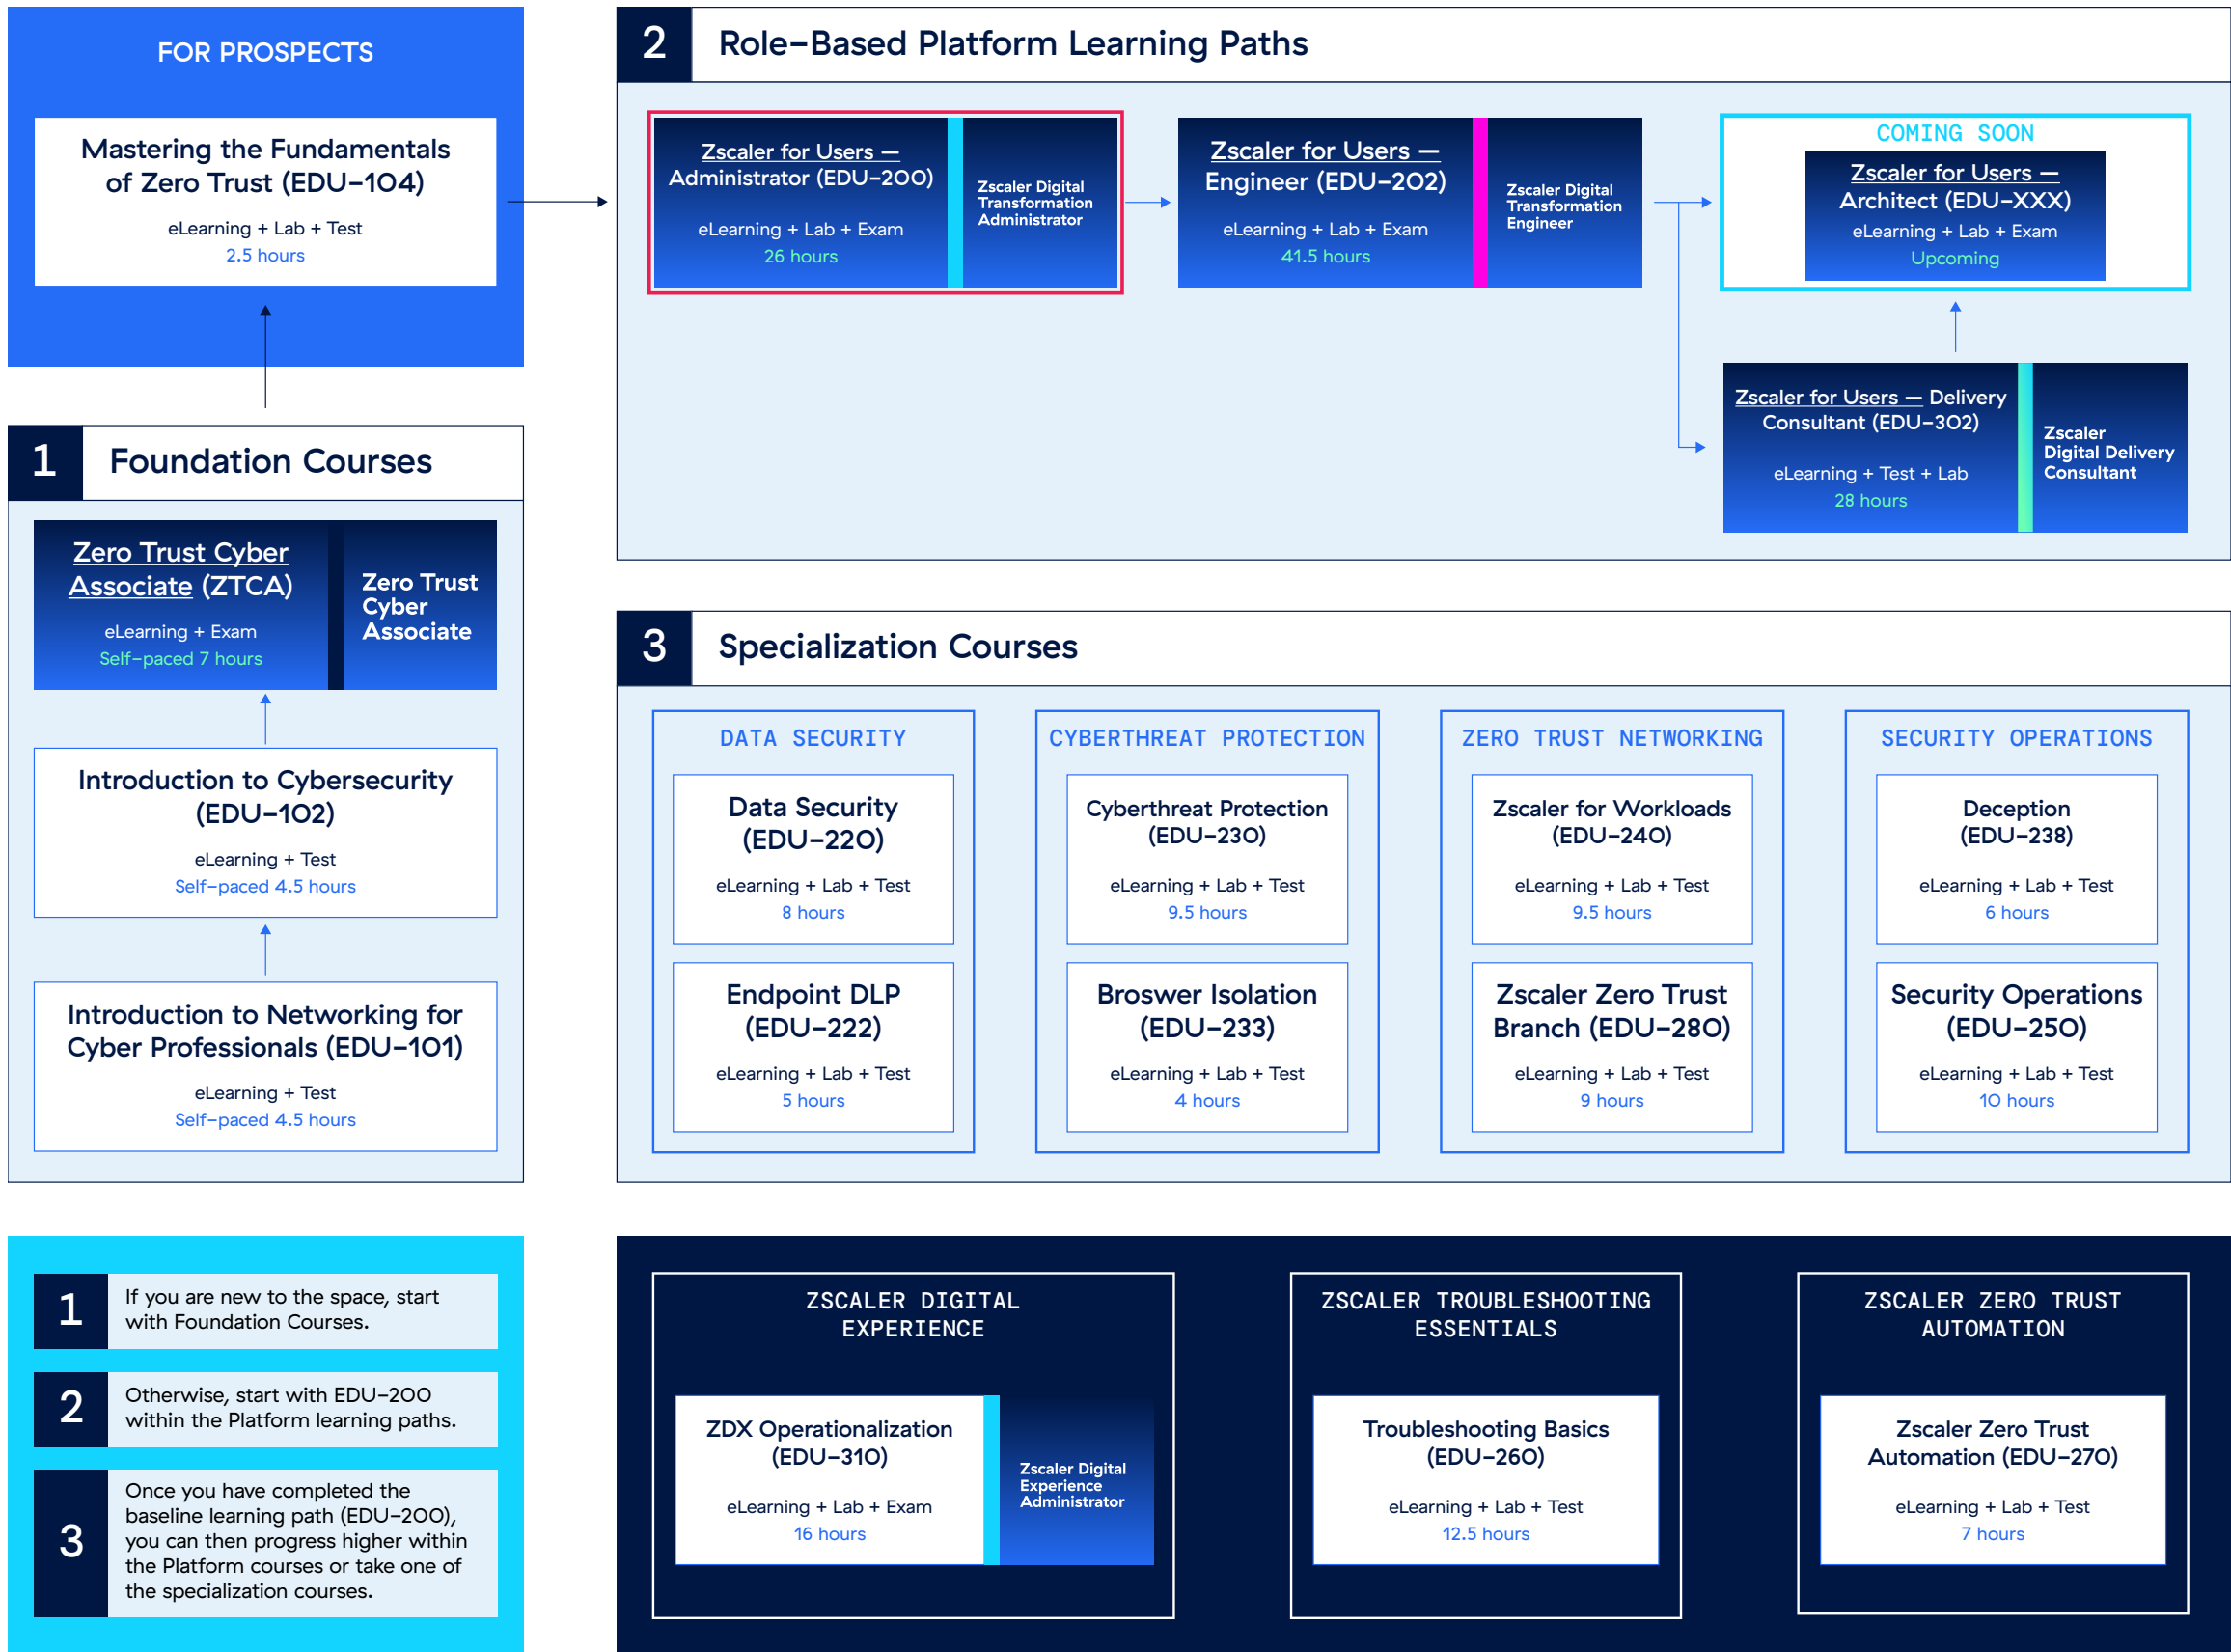 FOR PROSPECTS
Mastering the Fundamentals
of Zero Trust (EDU-104)
eLearning + Lab + Test
2.5 hours
1
Foundation Courses
Zero Trust Cyber
Associate (ZTCA)
eLearning + Exam
Self-paced 7 hours
Zero Trust
Cyber
Associate
Introduction to Cybersecurity
(EDU-102)
eLearning + Test
Self-paced 4.5 hours
Introduction to Networking for
Cyber Professionals (EDU-101)
eLearning + Test
Self-paced 4.5 hours
2
Role-Based Platform Learning Paths
Zscaler for Users —
Administrator (EDU-200)
eLearning + Lab + Exam
26 hours
Zscaler Digital
Transformation
Administrator
Zscaler for Users —
Engineer (EDU-202)
eLearning + Lab + Exam
41.5 hours
Zscaler Digital
Transformation
Engineer
COMING SOON
Zscaler for Users —
Architect (EDU-XXX)
eLearning + Lab + Exam
Upcoming
Zscaler for Users — Delivery
Consultant (EDU-302)
eLearning + Test + Lab
28 hours
Zscaler
Digital Delivery
Consultant
3
Specialization Courses
DATA SECURITY
Data Security
(EDU-220)
eLearning + Lab + Test
8 hours
Endpoint DLP
(EDU-222)
eLearning + Lab + Test
5 hours
CYBERTHREAT PROTECTION
Cyberthreat Protection
(EDU-230)
eLearning + Lab + Test
9.5 hours
Broswer Isolation
(EDU-233)
eLearning + Lab + Test
4 hours
ZERO TRUST NETWORKING
Zscaler for Workloads
(EDU-240)
eLearning + Lab + Test
9.5 hours
Zscaler Zero Trust
Branch (EDU-280)
eLearning + Lab + Test
9 hours
SECURITY OPERATIONS
Deception
(EDU-238)
eLearning + Lab + Test
6 hours
Security Operations
(EDU-250)
eLearning + Lab + Test
10 hours
1
If you are new to the space, start
with Foundation Courses.
2
Otherwise, start with EDU-200
within the Platform learning paths.
3
Once you have completed the
baseline learning path (EDU-200),
you can then progress higher within
the Platform courses or take one of
the specialization courses.
ZSCALER DIGITAL
EXPERIENCE
ZDX Operationalization
(EDU-310)
eLearning + Lab + Exam
16 hours
Zscaler Digital
Experience
Administrator
ZSCALER TROUBLESHOOTING
ESSENTIALS
Troubleshooting Basics
(EDU-260)
eLearning + Lab + Test
12.5 hours
ZSCALER ZERO TRUST
AUTOMATION
Zscaler Zero Trust
Automation (EDU-270)
eLearning + Lab + Test
7 hours